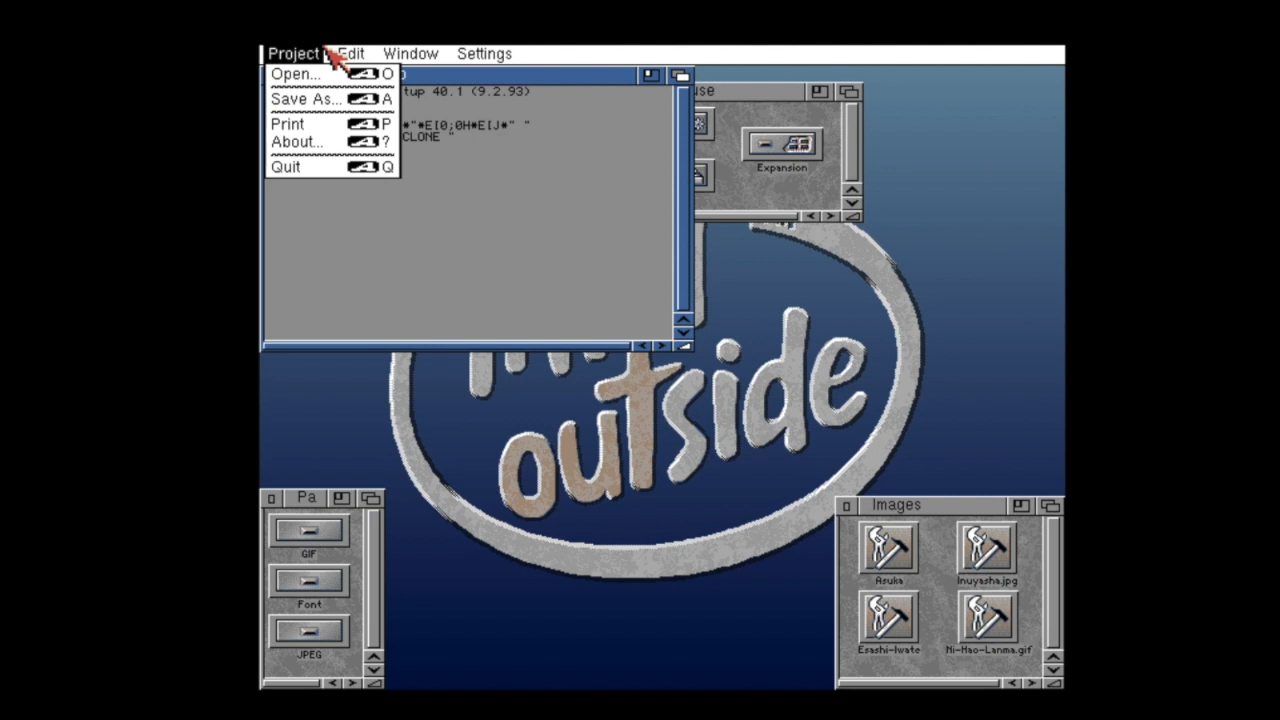 Project Edit Window Settings
Open... A O
Save As... A A
Print A P
About... A ?
Quit A Q
tup 40.1 (9.2.93)
*"*E[0;0H*E[J*" "
CLONE "
use
Expansion
outside
Pa
GIF
Font
JPEG
Images
Asuka
Inuyasha.jpg
Esashi-Iwate
Ni-Hao-Lanma.gif